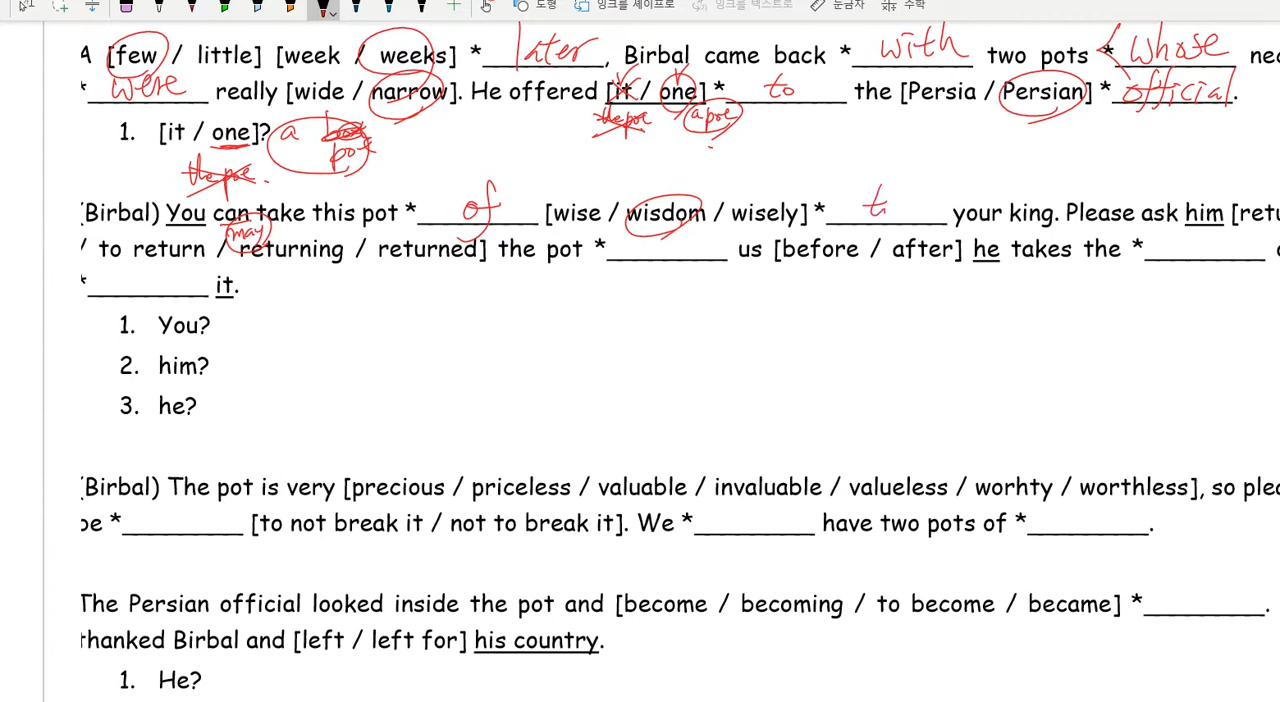 도형 잉크를 셰이프로 잉크를 텍스트로 눈금자 수학
A [few / little] [week / weeks] * later, Birbal came back * with two pots * whose nec
* were really [wide / narrow]. He offered [it / one] * to the [Persia / Persian] * official.
a pot
1. [it / one]? a pot
(Birbal) You can take this pot * of [wise / wisdom / wisely] * t your king. Please ask him [retu
may
/ to return / returning / returned] the pot *__________ us [before / after] he takes the *__________
*__________ it.
1. You?
2. him?
3. he?
(Birbal) The pot is very [precious / priceless / valuable / invaluable / valueless / worhty / worthless], so plea
be *__________ [to not break it / not to break it]. We *__________ have two pots of *__________.
The Persian official looked inside the pot and [become / becoming / to become / became] *__________.
thanked Birbal and [left / left for] his country.
1. He?